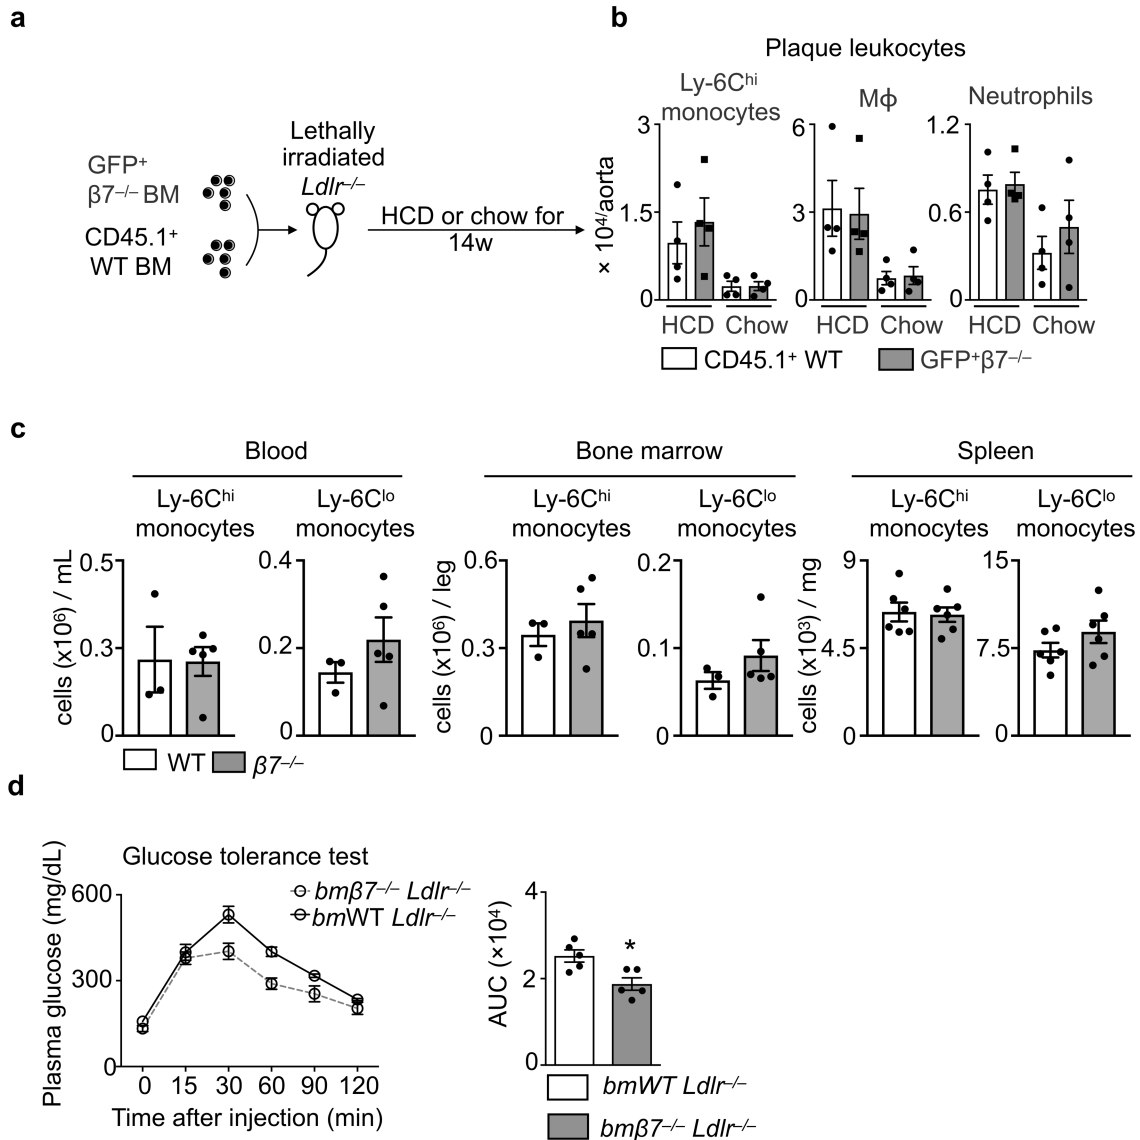 a
GFP⁺
β7⁻/⁻ BM
CD45.1⁺
WT BM
Lethally
irradiated
Ldlr⁻/⁻
HCD or chow for
14w
b
Plaque leukocytes
Ly-6Cʰⁱ
monocytes
Mϕ
Neutrophils
× 10⁴/aorta
3
1.5
0
6
3
0
1.2
0.6
0
HCD Chow
HCD Chow
HCD Chow
CD45.1⁺ WT
GFP⁺β7⁻/⁻
c
Blood
Bone marrow
Spleen
Ly-6Cʰⁱ
monocytes
Ly-6Cˡᵒ
monocytes
Ly-6Cʰⁱ
monocytes
Ly-6Cˡᵒ
monocytes
Ly-6Cʰⁱ
monocytes
Ly-6Cˡᵒ
monocytes
cells (x10⁶) / mL
0.5
0.3
0
0.4
0.2
0
cells (x10⁶) / leg
0.6
0.3
0
0.2
0.1
0
cells (x10³) / mg
9
4.5
0
15
7.5
0
WT
β7⁻/⁻
d
Glucose tolerance test
Plasma glucose (mg/dL)
600
300
0
bmβ7⁻/⁻ Ldlr⁻/⁻
bmWT Ldlr⁻/⁻
0 15 30 60 90 120
Time after injection (min)
AUC (×10⁴)
4
2
0
*
bmWT Ldlr⁻/⁻
bmβ7⁻/⁻ Ldlr⁻/⁻